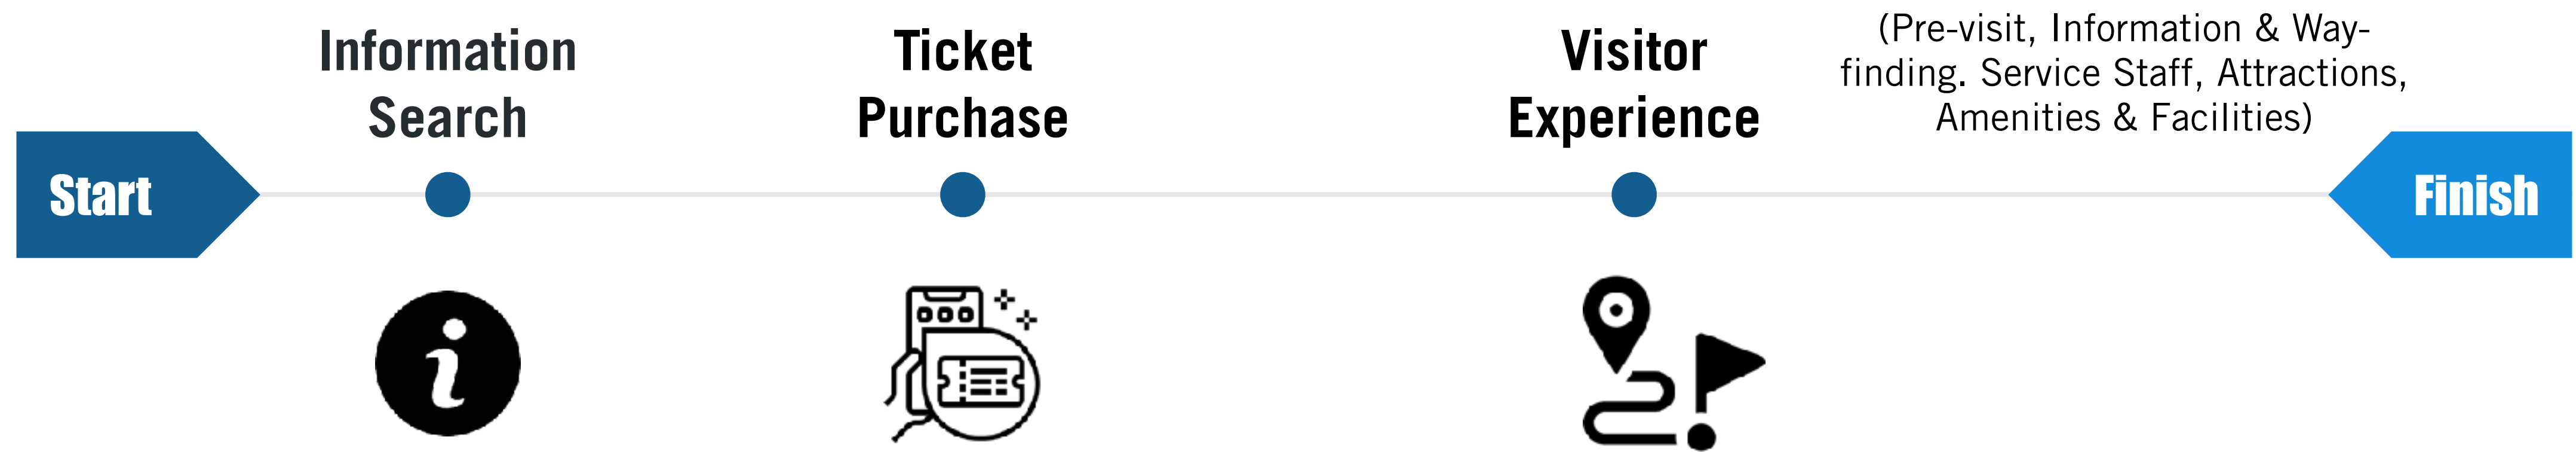 Information
Search
Ticket
Purchase
Visitor
Experience
(Pre-visit, Information & Way-
finding. Service Staff, Attractions,
Amenities & Facilities)
Start
Finish
i